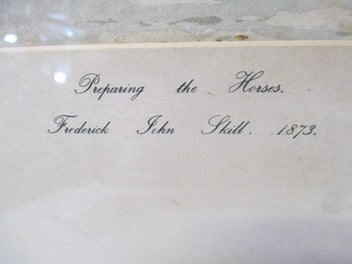 Preparing the Horses.
Frederick John Skill. 1873.